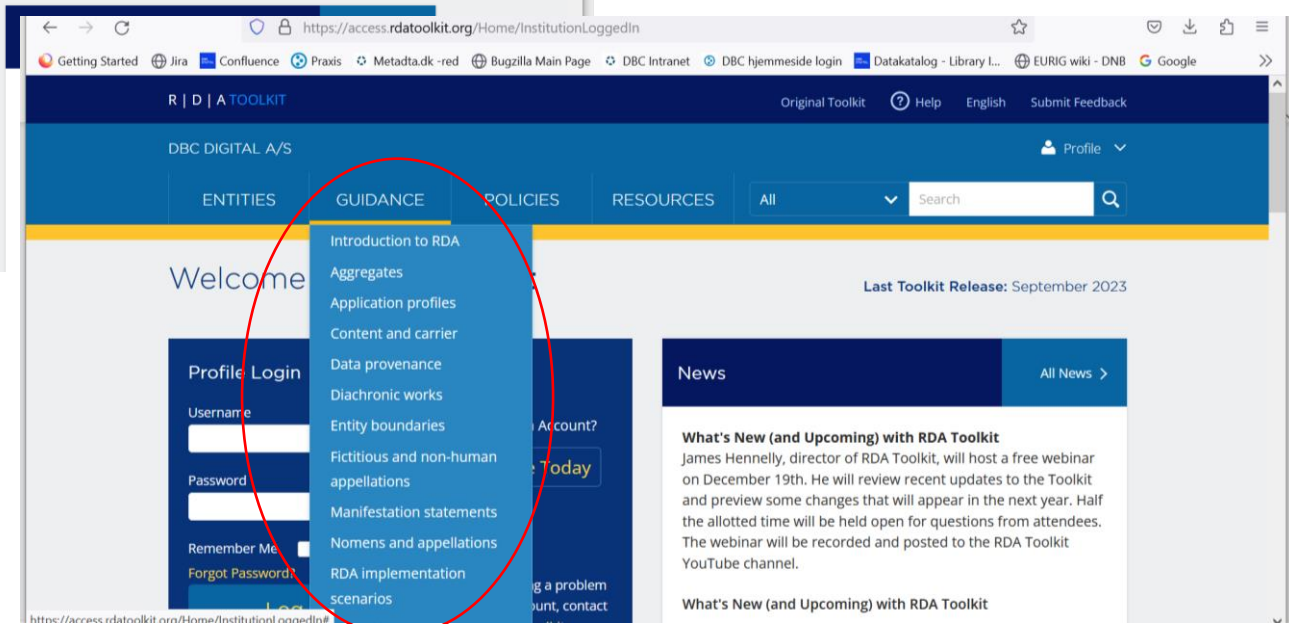 https://access.rdatoolkit.org/Home/InstitutionLoggedIn
Getting Started Jira Confluence Praxis Metadta.dk -red Bugzilla Main Page DBC Intranet DBC hjemmeside login Datakatalog - Library I... EURIG wiki - DNB Google
R | D | A TOOLKIT
Original Toolkit Help English Submit Feedback
DBC DIGITAL A/S
Profile
ENTITIES GUIDANCE POLICIES RESOURCES All Search
Introduction to RDA
Aggregates
Application profiles
Content and carrier
Data provenance
Diachronic works
Entity boundaries
Fictitious and non-human
appellations
Manifestation statements
Nomens and appellations
RDA implementation
scenarios
Welcome
Last Toolkit Release: September 2023
Profile Login
Username
Password
Remember Me
Forgot Password?
Log
Account?
Today
g a problem
contact
News
All News
What's New (and Upcoming) with RDA Toolkit
James Hennelly, director of RDA Toolkit, will host a free webinar
on December 19th. He will review recent updates to the Toolkit
and preview some changes that will appear in the next year. Half
the allotted time will be held open for questions from attendees.
The webinar will be recorded and posted to the RDA Toolkit
YouTube channel.
What's New (and Upcoming) with RDA Toolkit
https://access.rdatoolkit.org/Home/InstitutionLoggedIn#